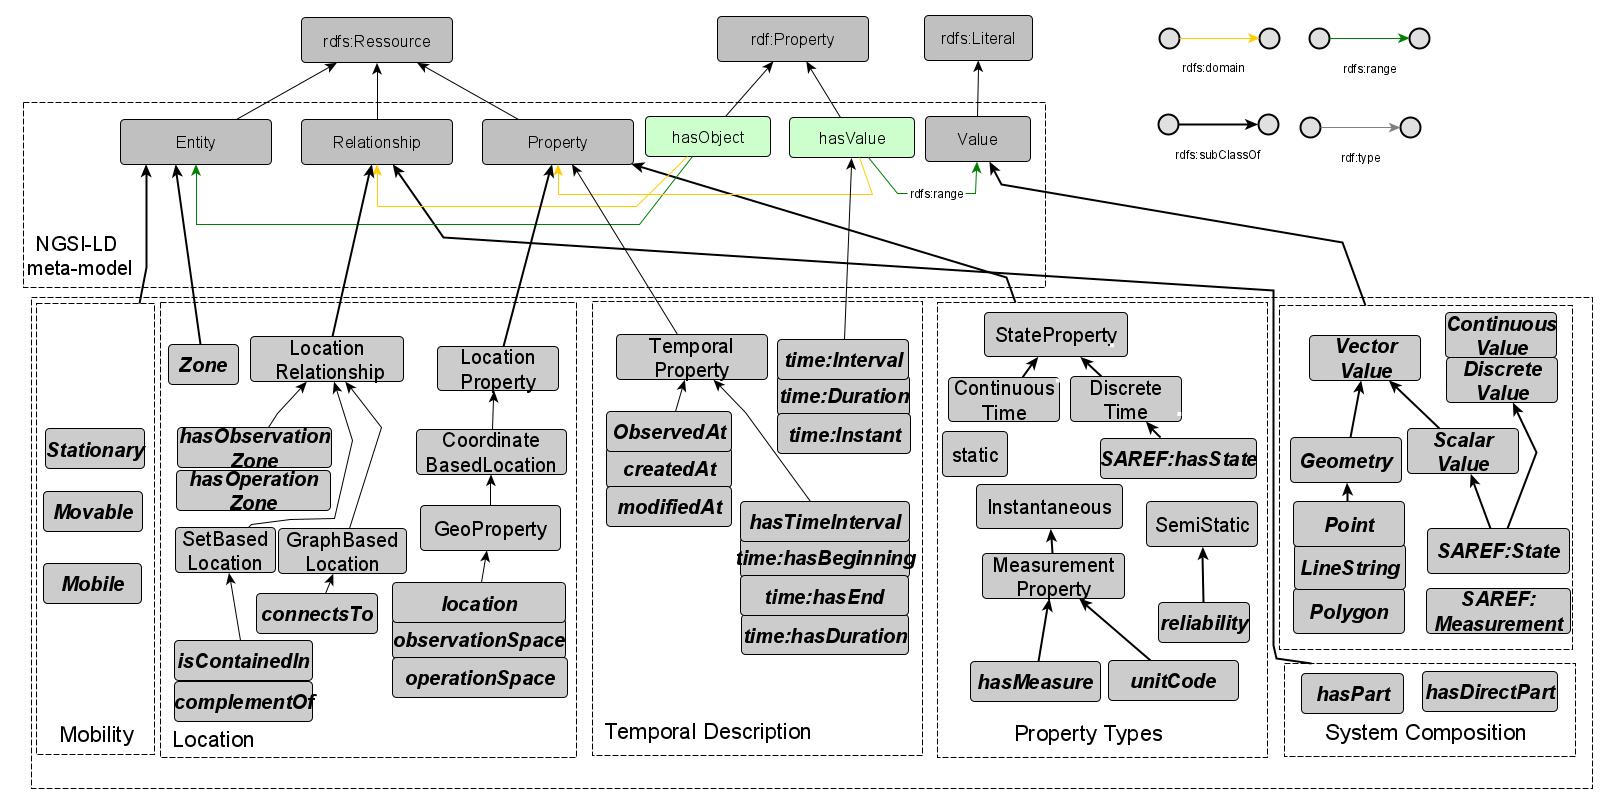 rdfs:Ressource
rdf:Property
rdfs:Literal
rdfs:domain
rdfs:range
rdfs:subClassOf
rdf:type
Entity
Relationship
Property
hasObject
hasValue
Value
rdfs:range
NGSI-LD
meta-model
Stationary
Movable
Mobile
Mobility
Zone
Location
Relationship
Location
Property
hasObservation
Zone
hasOperation
Zone
Coordinate
BasedLocation
SetBased
Location
GraphBased
Location
GeoProperty
connectsTo
location
observationSpace
operationSpace
isContainedIn
complementOf
Location
Temporal
Property
time:Interval
time:Duration
time:Instant
ObservedAt
createdAt
modifiedAt
hasTimeInterval
time:hasBeginning
time:hasEnd
time:hasDuration
Temporal Description
StateProperty
Continuous
Time
Discrete
Time
static
SAREF:hasState
Instantaneous
SemiStatic
Measurement
Property
reliability
hasMeasure
unitCode
Property Types
Vector
Value
Continuous
Value
Discrete
Value
Geometry
Scalar
Value
Point
LineString
Polygon
SAREF:State
SAREF:
Measurement
hasPart
hasDirectPart
System Composition